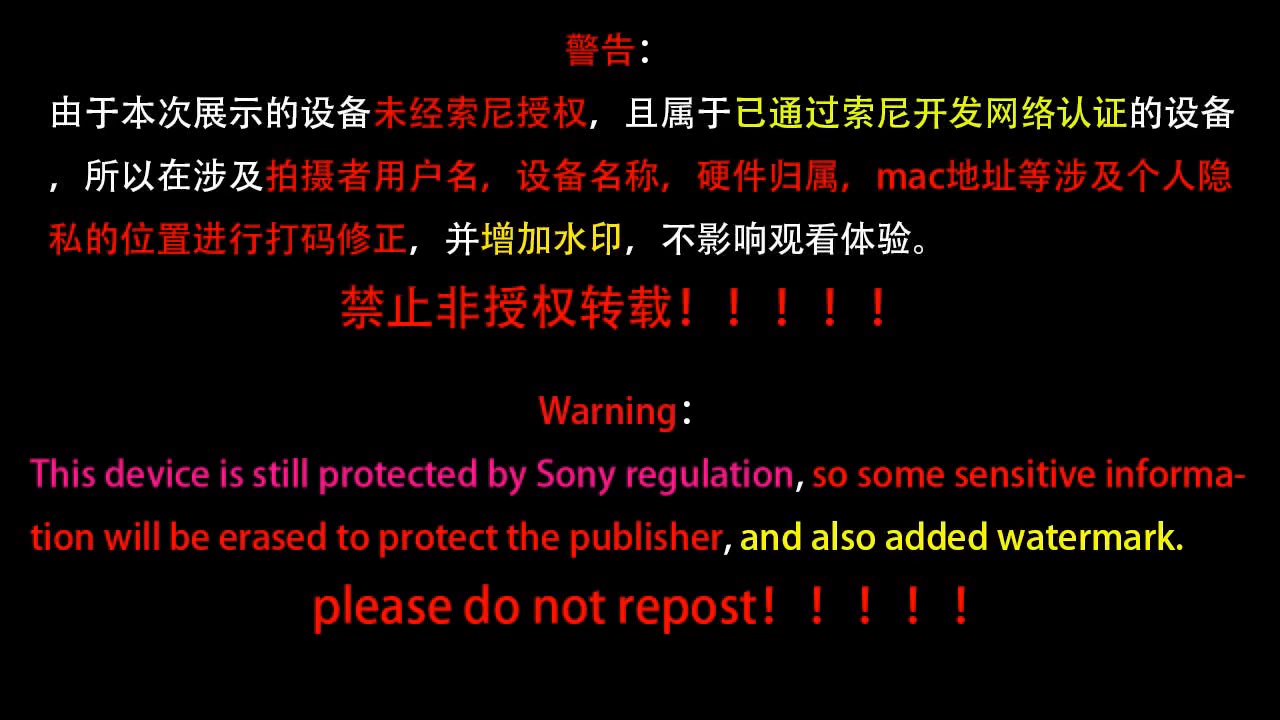 警告：
由于本次展示的设备未经索尼授权，且属于已通过索尼开发网络认证的设备
，所以在涉及拍摄者用户名，设备名称，硬件归属，mac地址等涉及个人隐
私的位置进行打码修正，并增加水印，不影响观看体验。
禁止非授权转载！！！！！
Warning：
This device is still protected by Sony regulation, so some sensitive informa-
tion will be erased to protect the publisher, and also added watermark.
please do not repost！！！！！